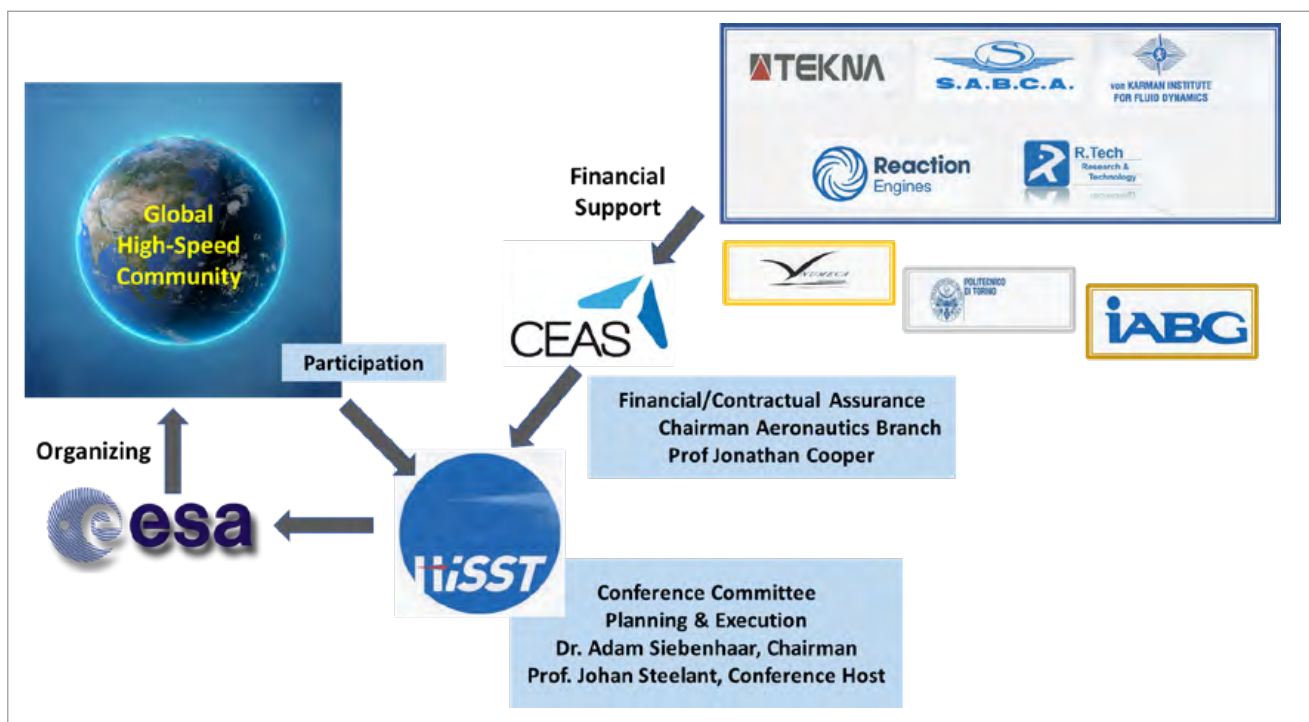 TEKNA
S.A.B.C.A.
von KARMAN INSTITUTE
FOR FLUID DYNAMICS
Reaction
Engines
R.Tech
Research &
Technology
Financial
Support
Global
High-Speed
Community
NUMECA
POLITECNICO
DI TORINO
iABG
CEAS
Participation
Financial/Contractual Assurance
Chairman Aeronautics Branch
Prof Jonathan Cooper
Organizing
esa
HiSST
Conference Committee
Planning & Execution
Dr. Adam Siebenhaar, Chairman
Prof. Johan Steelant, Conference Host